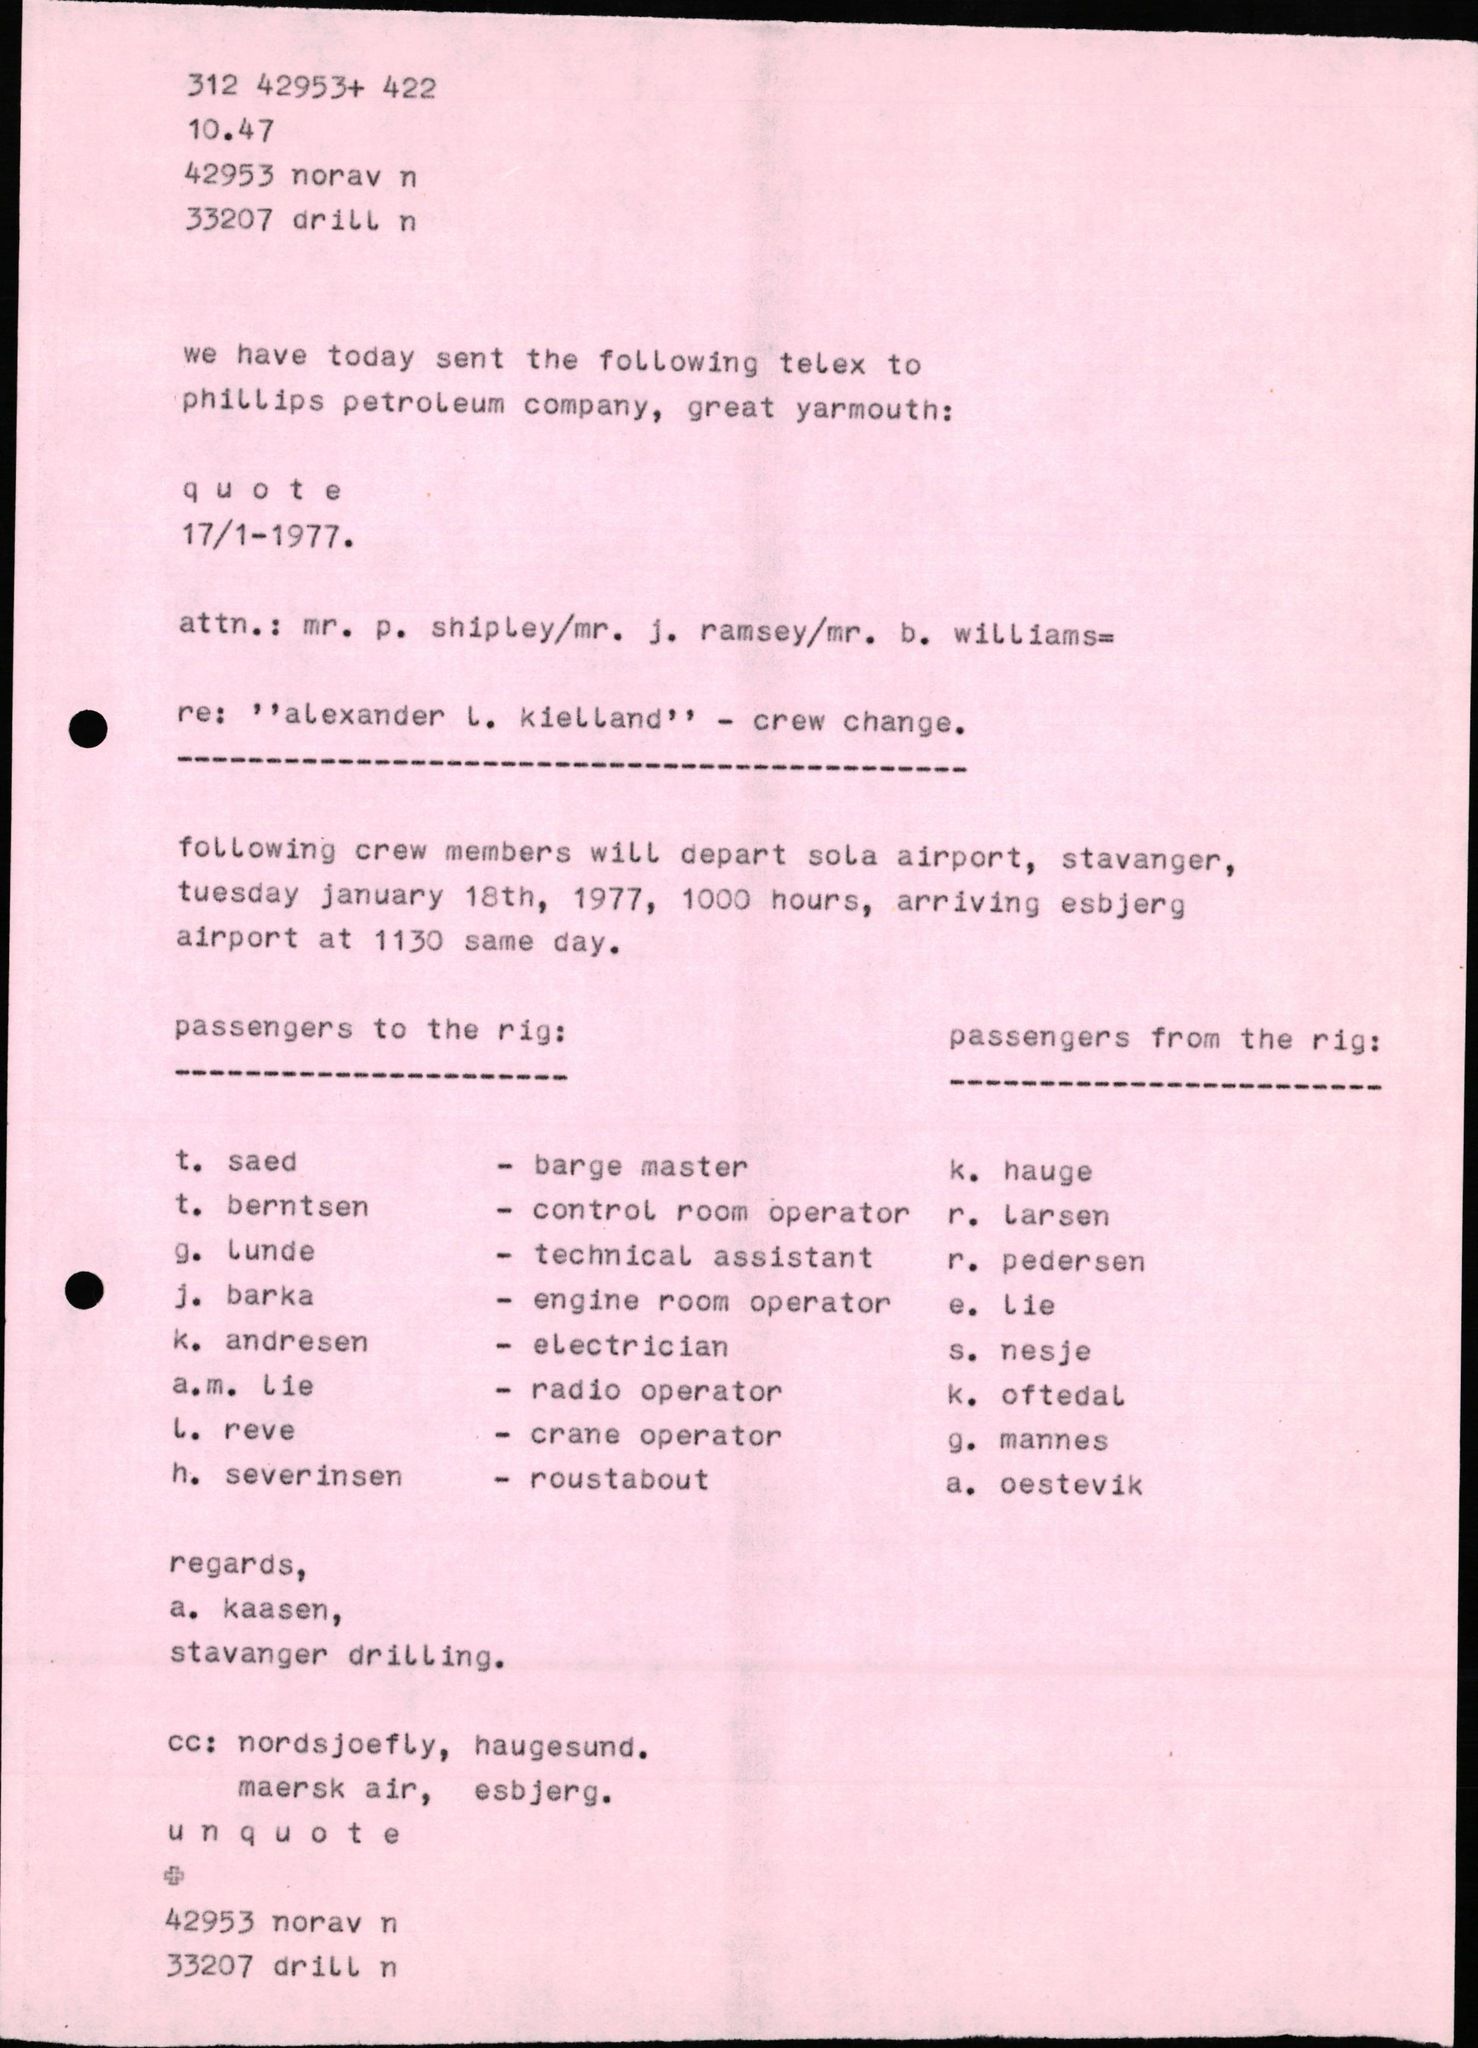 312 42953+ 422
10.47
42953 norav n
33207 drill n
we have today sent the following telex to
phillips petroleum company, great yarmouth:
q u o t e
17/1-1977.
attn.: mr. p. shipley/mr. j. ramsey/mr. b. williams=
re: ''alexander l. kielland'' - crew change.
--------------------------------------------
following crew members will depart sola airport, stavanger,
tuesday january 18th, 1977, 1000 hours, arriving esbjerg
airport at 1130 same day.
passengers to the rig: passengers from the rig:
---------------------- ------------------------
t. saed - barge master k. hauge
t. berntsen - control room operator r. larsen
g. lunde - technical assistant r. pedersen
j. barka - engine room operator e. lie
k. andresen - electrician s. nesje
a.m. lie - radio operator k. oftedal
l. reve - crane operator g. mannes
h. severinsen - roustabout a. oestevik
regards,
a. kaasen,
stavanger drilling.
cc: nordsjoefly, haugesund.
maersk air, esbjerg.
u n q u o t e
✠
42953 norav n
33207 drill n